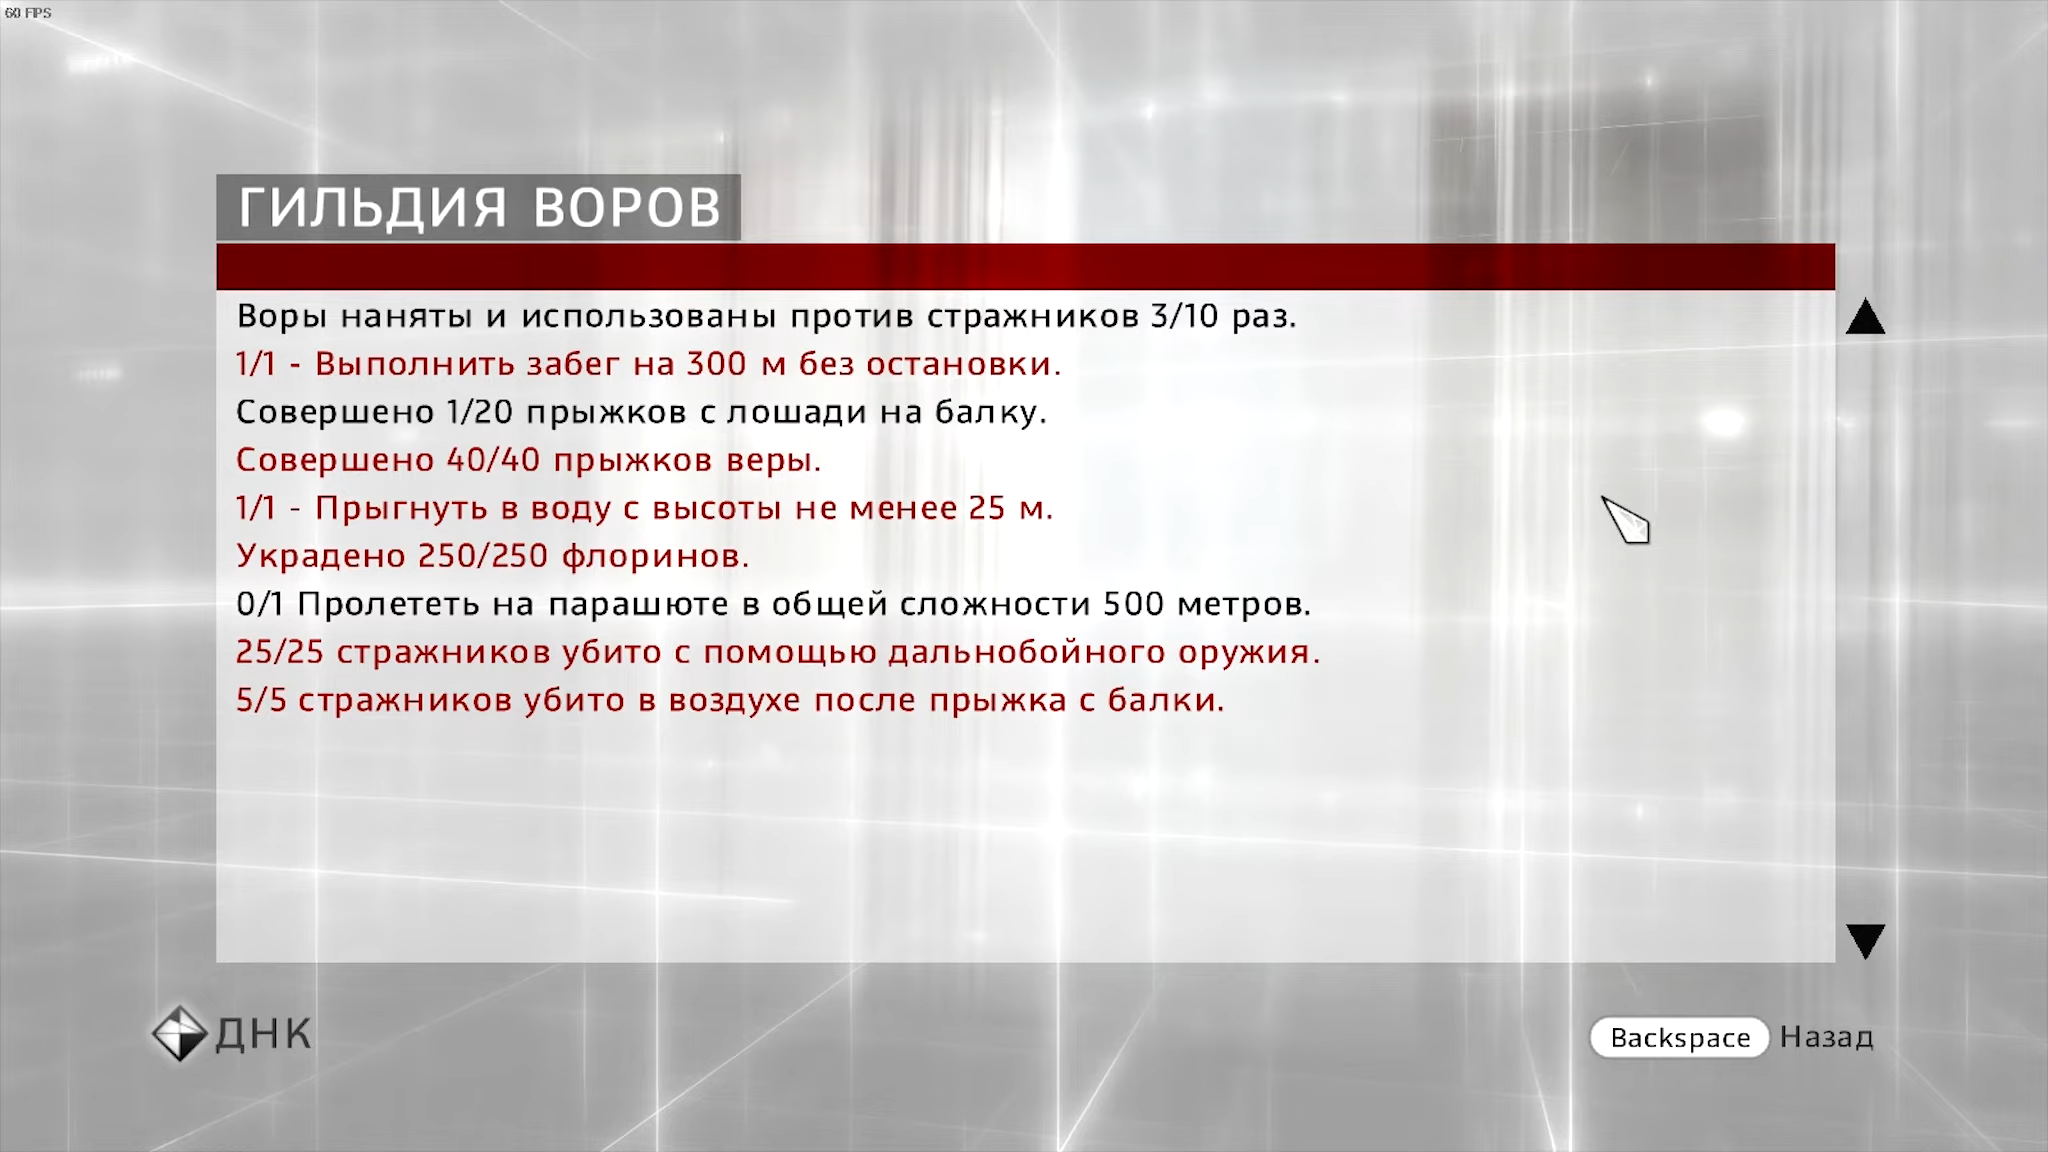 60 FPS
ГИЛЬДИЯ ВОРОВ
Воры наняты и использованы против стражников 3/10 раз.
1/1 - Выполнить забег на 300 м без остановки.
Совершено 1/20 прыжков с лошади на балку.
Совершено 40/40 прыжков веры.
1/1 - Прыгнуть в воду с высоты не менее 25 м.
Украдено 250/250 флоринов.
0/1 Пролететь на парашюте в общей сложности 500 метров.
25/25 стражников убито с помощью дальнобойного оружия.
5/5 стражников убито в воздухе после прыжка с балки.
ДНК
Backspace Назад